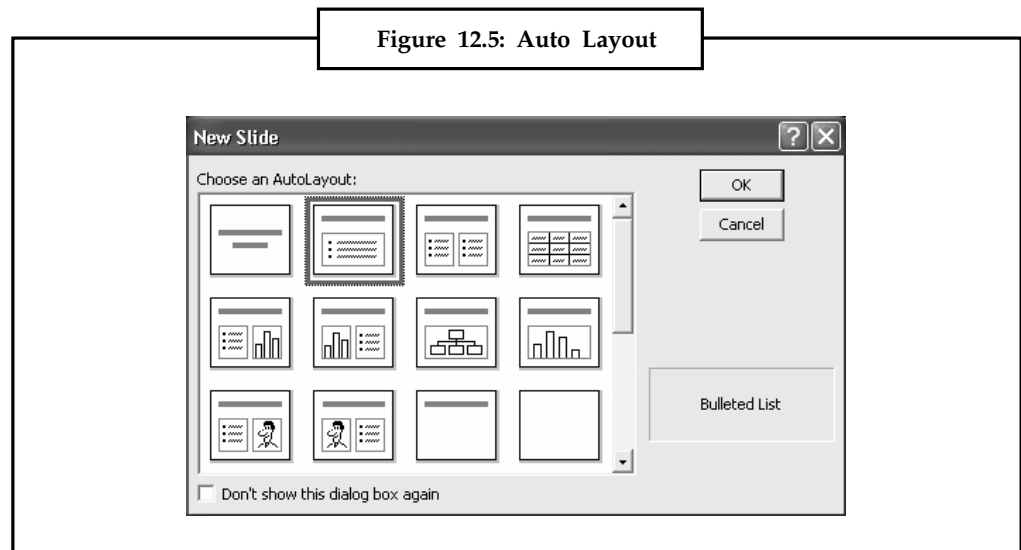 Figure 12.5: Auto Layout
New Slide
Choose an AutoLayout:
OK
Cancel
Bulleted List
Don't show this dialog box again